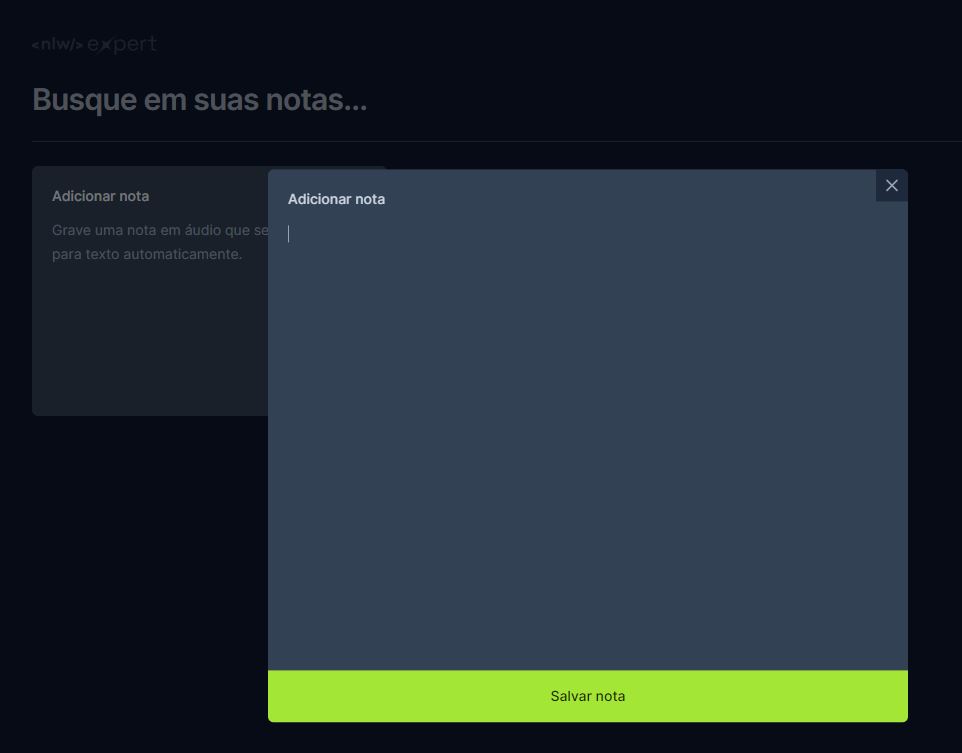 <nlw/> expert
Busque em suas notas...
Adicionar nota
Grave uma nota em áudio que se
para texto automaticamente.
Adicionar nota
Salvar nota